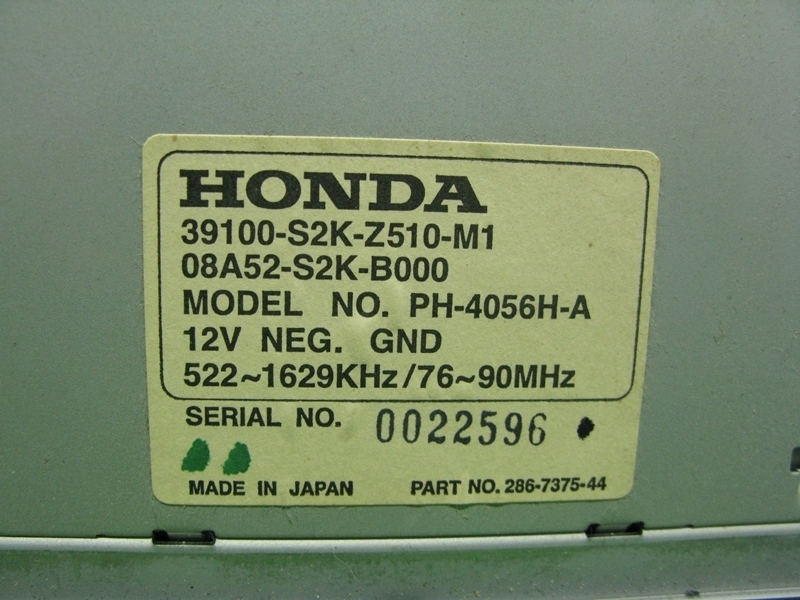 HONDA
39100-S2K-Z510-M1
08A52-S2K-B000
MODEL NO. PH-4056H-A
12V NEG. GND
522~1629KHz/76~90MHz
SERIAL NO. 0022596
MADE IN JAPAN PART NO. 286-7375-44